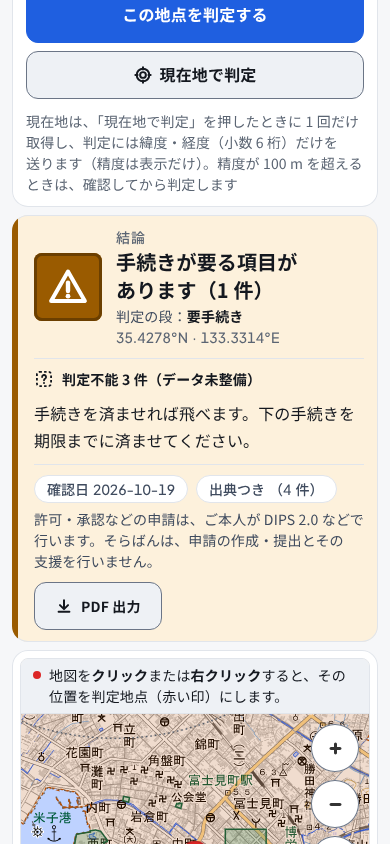 この地点を判定する
現在地で判定
現在地は、「現在地で判定」を押したときに 1 回だけ
取得し、判定には緯度・経度（小数 6 桁）だけを
送ります（精度は表示だけ）。精度が 100 m を超える
ときは、確認してから判定します
結論
手続きが要る項目が
あります（1 件）
判定の段：要手続き
35.4278°N · 133.3314°E
判定不能 3 件（データ未整備）
手続きを済ませれば飛べます。下の手続きを
期限までに済ませてください。
確認日 2026-10-19
出典つき （4 件）
許可・承認などの申請は、ご本人が DIPS 2.0 などで
行います。そらばんは、申請の作成・提出とその
支援を行いません。
PDF 出力
地図をクリックまたは右クリックすると、その
位置を判定地点（赤い印）にします。
立町
花園町
灘町
角盤町
錦町
富士見町駅
公会堂
富士見町
内町
岩倉町
米子港
勝田